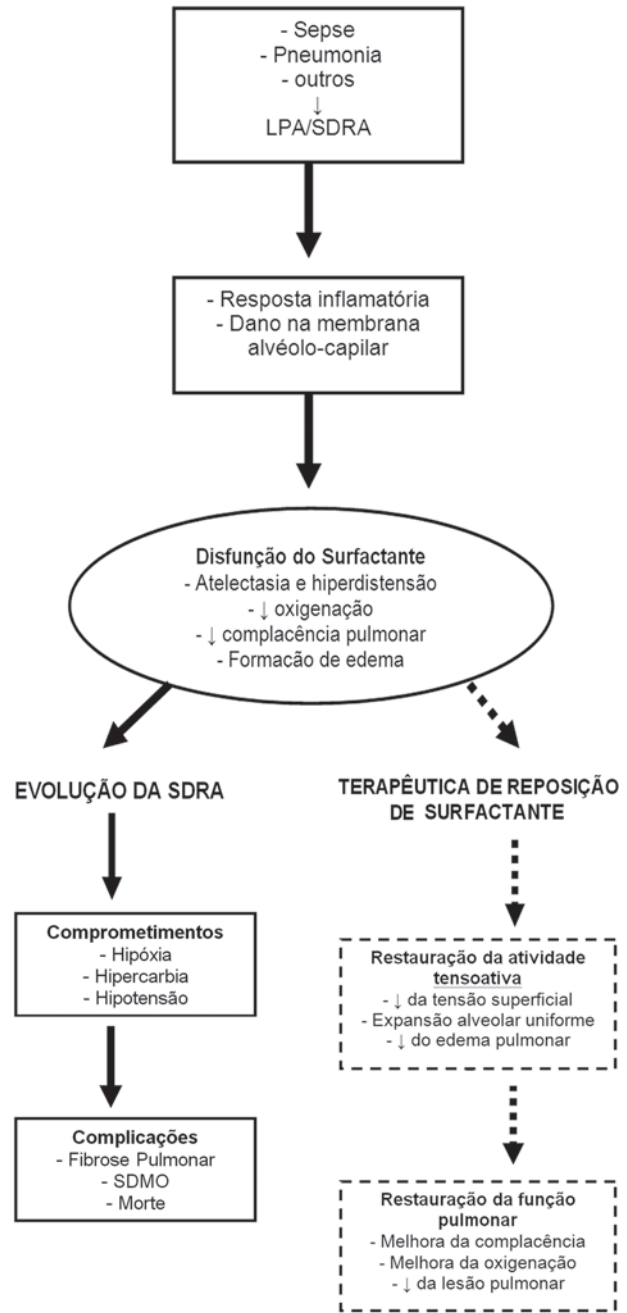 - Sepse
- Pneumonia
- outros
↓
LPA/SDRA
- Resposta inflamatória
- Dano na membrana
alvéolo-capilar
Disfunção do Surfactante
- Atelectasia e hiperdistensão
- ↓ oxigenação
- ↓ complacência pulmonar
- Formacão de edema
EVOLUÇÃO DA SDRA
Comprometimentos
- Hipóxia
- Hipercarbia
- Hipotensão
Complicações
- Fibrose Pulmonar
- SDMO
- Morte
TERAPÊUTICA DE REPOSIÇÃO
DE SURFACTANTE
Restauração da atividade
tensoativa
- ↓ da tensão superficial
- Expansão alveolar uniforme
- ↓ do edema pulmonar
Restauração da função
pulmonar
- Melhora da complacência
- Melhora da oxigenação
- ↓ da lesão pulmonar